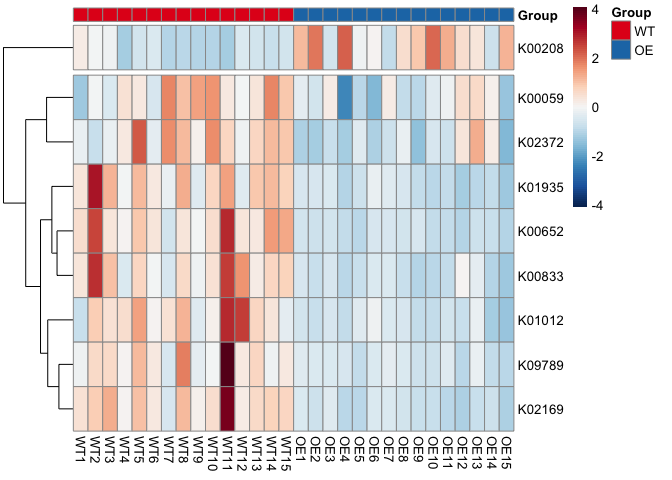 Group
K00208
K00059
K02372
K01935
K00652
K00833
K01012
K09789
K02169
WT1 WT2 WT3 WT4 WT5 WT6 WT7 WT8 WT9 WT10 WT11 WT12 WT13 WT14 WT15 OE1 OE2 OE3 OE4 OE5 OE6 OE7 OE8 OE9 OE10 OE11 OE12 OE13 OE14 OE15
4
2
0
-2
-4
Group
WT
OE